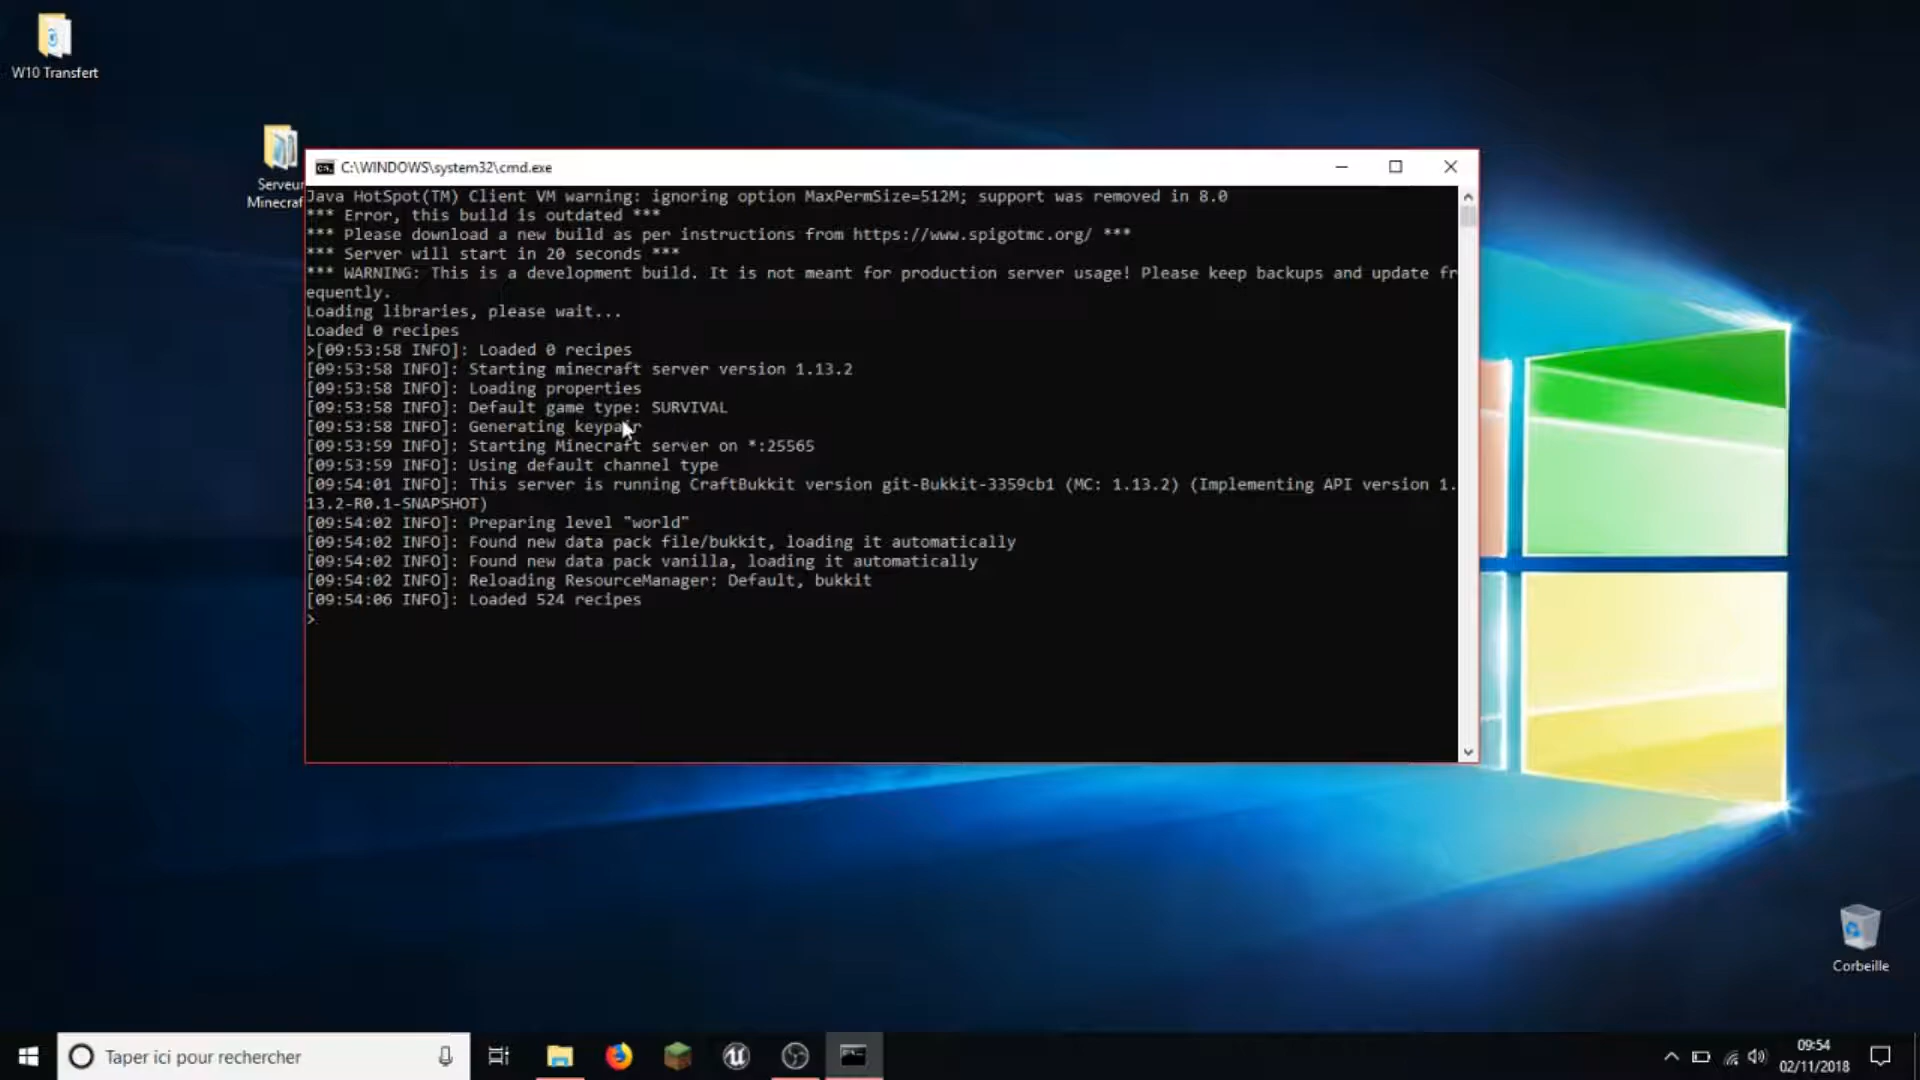 W10 Transfert
Serveur
Minecraf
C:\WINDOWS\system32\cmd.exe
Java HotSpot(TM) Client VM warning: ignoring option MaxPermSize=512M; support was removed in 8.0
*** Error, this build is outdated ***
*** Please download a new build as per instructions from https://www.spigotmc.org/ ***
*** Server will start in 20 seconds ***
*** WARNING: This is a development build. It is not meant for production server usage! Please keep backups and update fr
equently.
Loading libraries, please wait...
Loaded 0 recipes
>[09:53:58 INFO]: Loaded 0 recipes
[09:53:58 INFO]: Starting minecraft server version 1.13.2
[09:53:58 INFO]: Loading properties
[09:53:58 INFO]: Default game type: SURVIVAL
[09:53:58 INFO]: Generating keypair
[09:53:59 INFO]: Starting Minecraft server on *:25565
[09:53:59 INFO]: Using default channel type
[09:54:01 INFO]: This server is running CraftBukkit version git-Bukkit-3359cb1 (MC: 1.13.2) (Implementing API version 1.
13.2-R0.1-SNAPSHOT)
[09:54:02 INFO]: Preparing level "world"
[09:54:02 INFO]: Found new data pack file/bukkit, loading it automatically
[09:54:02 INFO]: Found new data pack vanilla, loading it automatically
[09:54:02 INFO]: Reloading ResourceManager: Default, bukkit
[09:54:06 INFO]: Loaded 524 recipes
>
Corbeille
Taper ici pour rechercher
09:54
02/11/2018